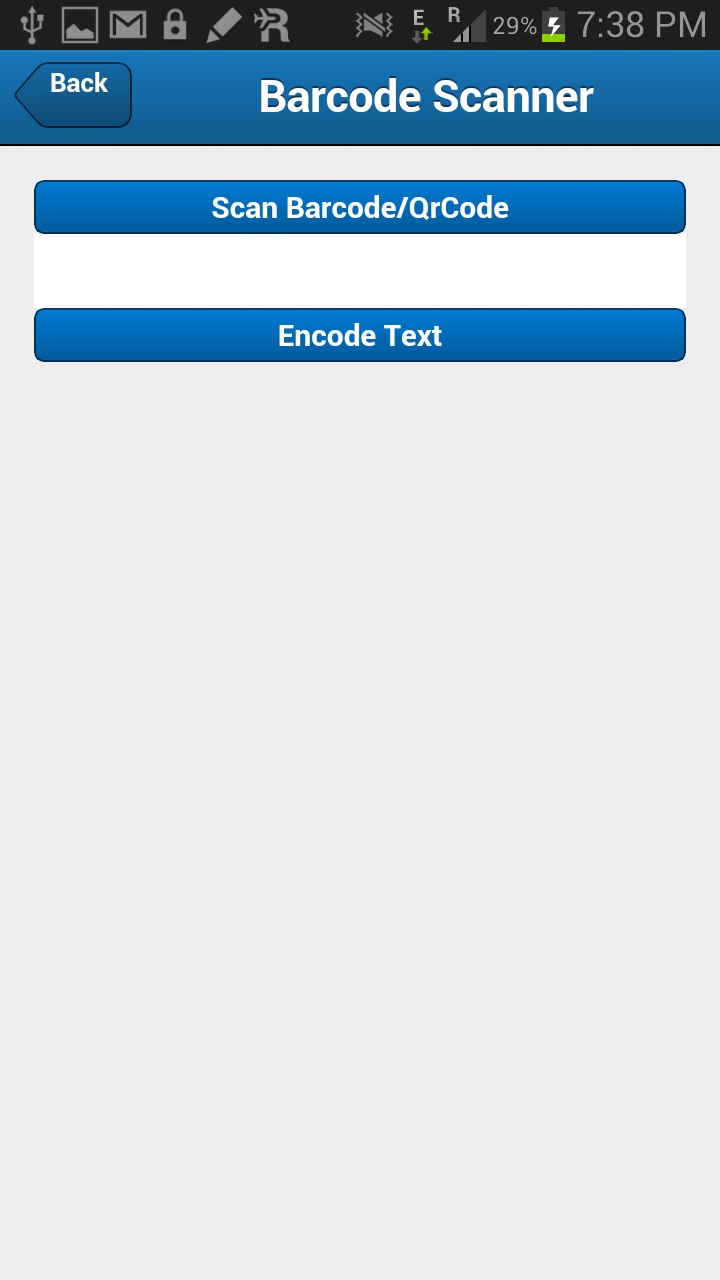 E R 29% 7:38 PM
Back
Barcode Scanner
Scan Barcode/QrCode
Encode Text